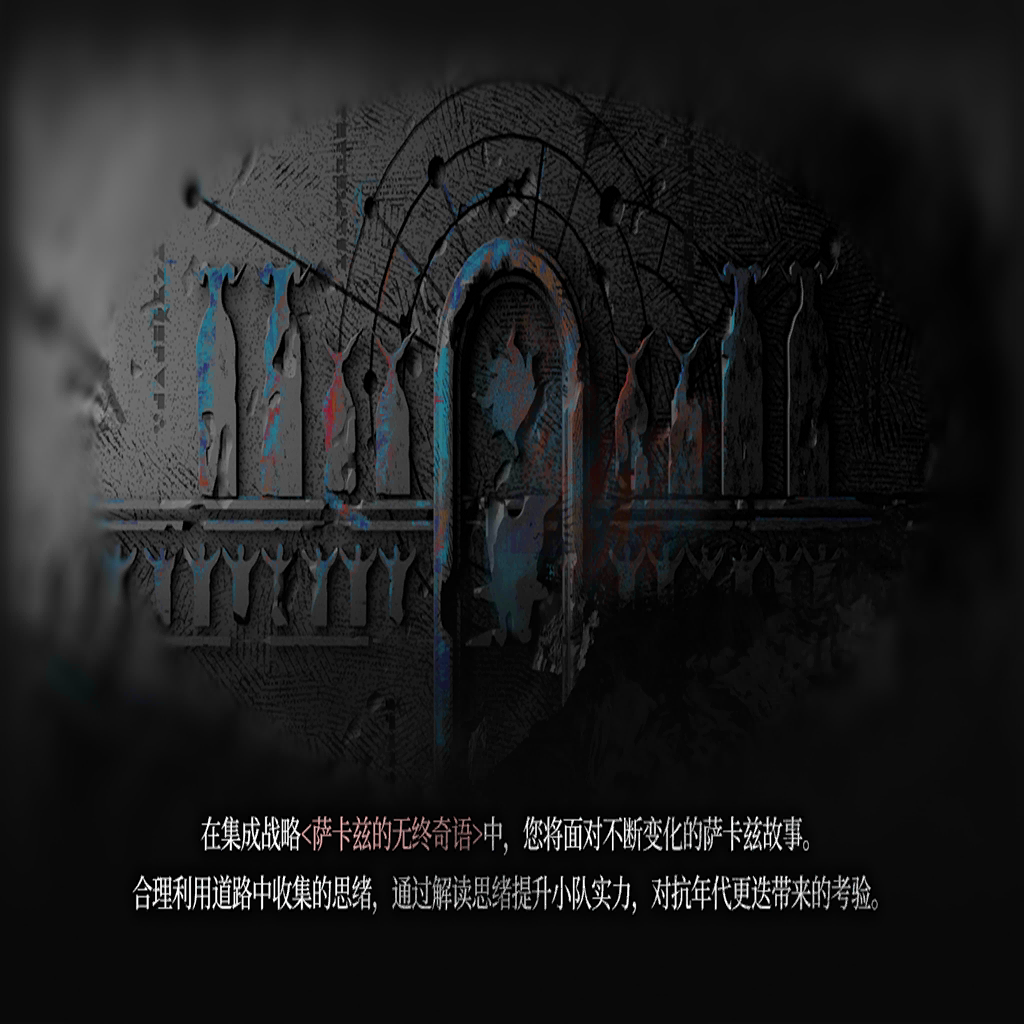 在集成战略<萨卡兹的无终奇语>中，您将面对不断变化的萨卡兹故事。
合理利用道路中收集的思绪，通过解读思绪提升小队实力，对抗年代更迭带来的考验。